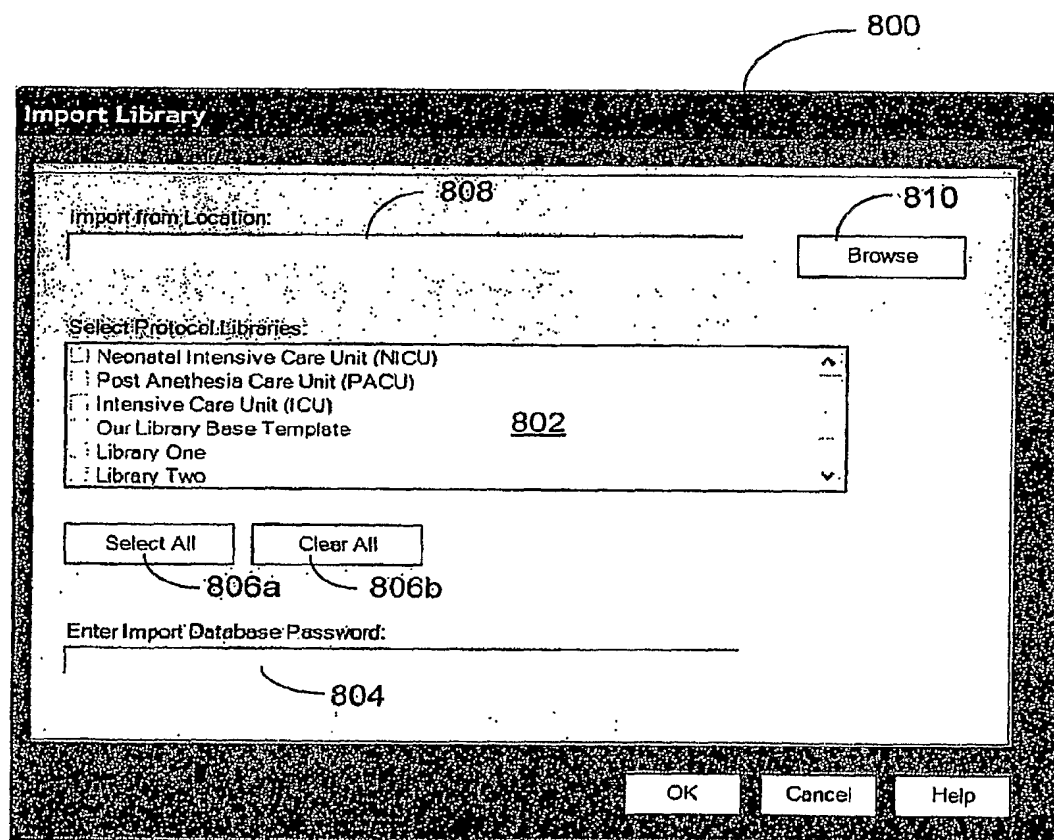 800
Import Library
808
810
Import from Location:
Browse
Select Protocol Libraries:
Neonatal Intensive Care Unit (NICU)
Post Anethesia Care Unit (PACU)
Intensive Care Unit (ICU)
Our Library Base Template
802
Library One
Library Two
Select All
Clear All
806a
806b
Enter Import Database Password:
804
OK
Cancel
Help